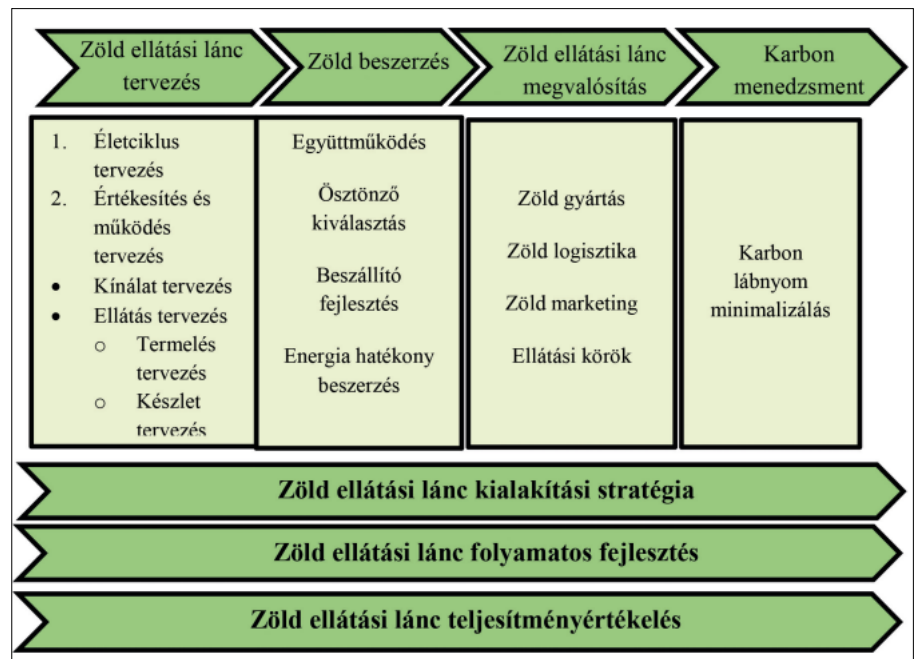 Zöld ellátási lánc
tervezés
Zöld beszerzés
Zöld ellátási lánc
megvalósítás
Karbon
menedzsment
1. Életciklus
tervezés
2. Értékesítés és
működés
tervezés
• Kínálat tervezés
• Ellátás tervezés
o Termelés
tervezés
o Készlet
tervezés
Együttműködés
Ösztönző
kiválasztás
Beszállító
fejlesztés
Energia hatékony
beszerzés
Zöld gyártás
Zöld logisztika
Zöld marketing
Ellátási körök
Karbon
lábnyom
minimalizálás
Zöld ellátási lánc kialakítási stratégia
Zöld ellátási lánc folyamatos fejlesztés
Zöld ellátási lánc teljesítményértékelés